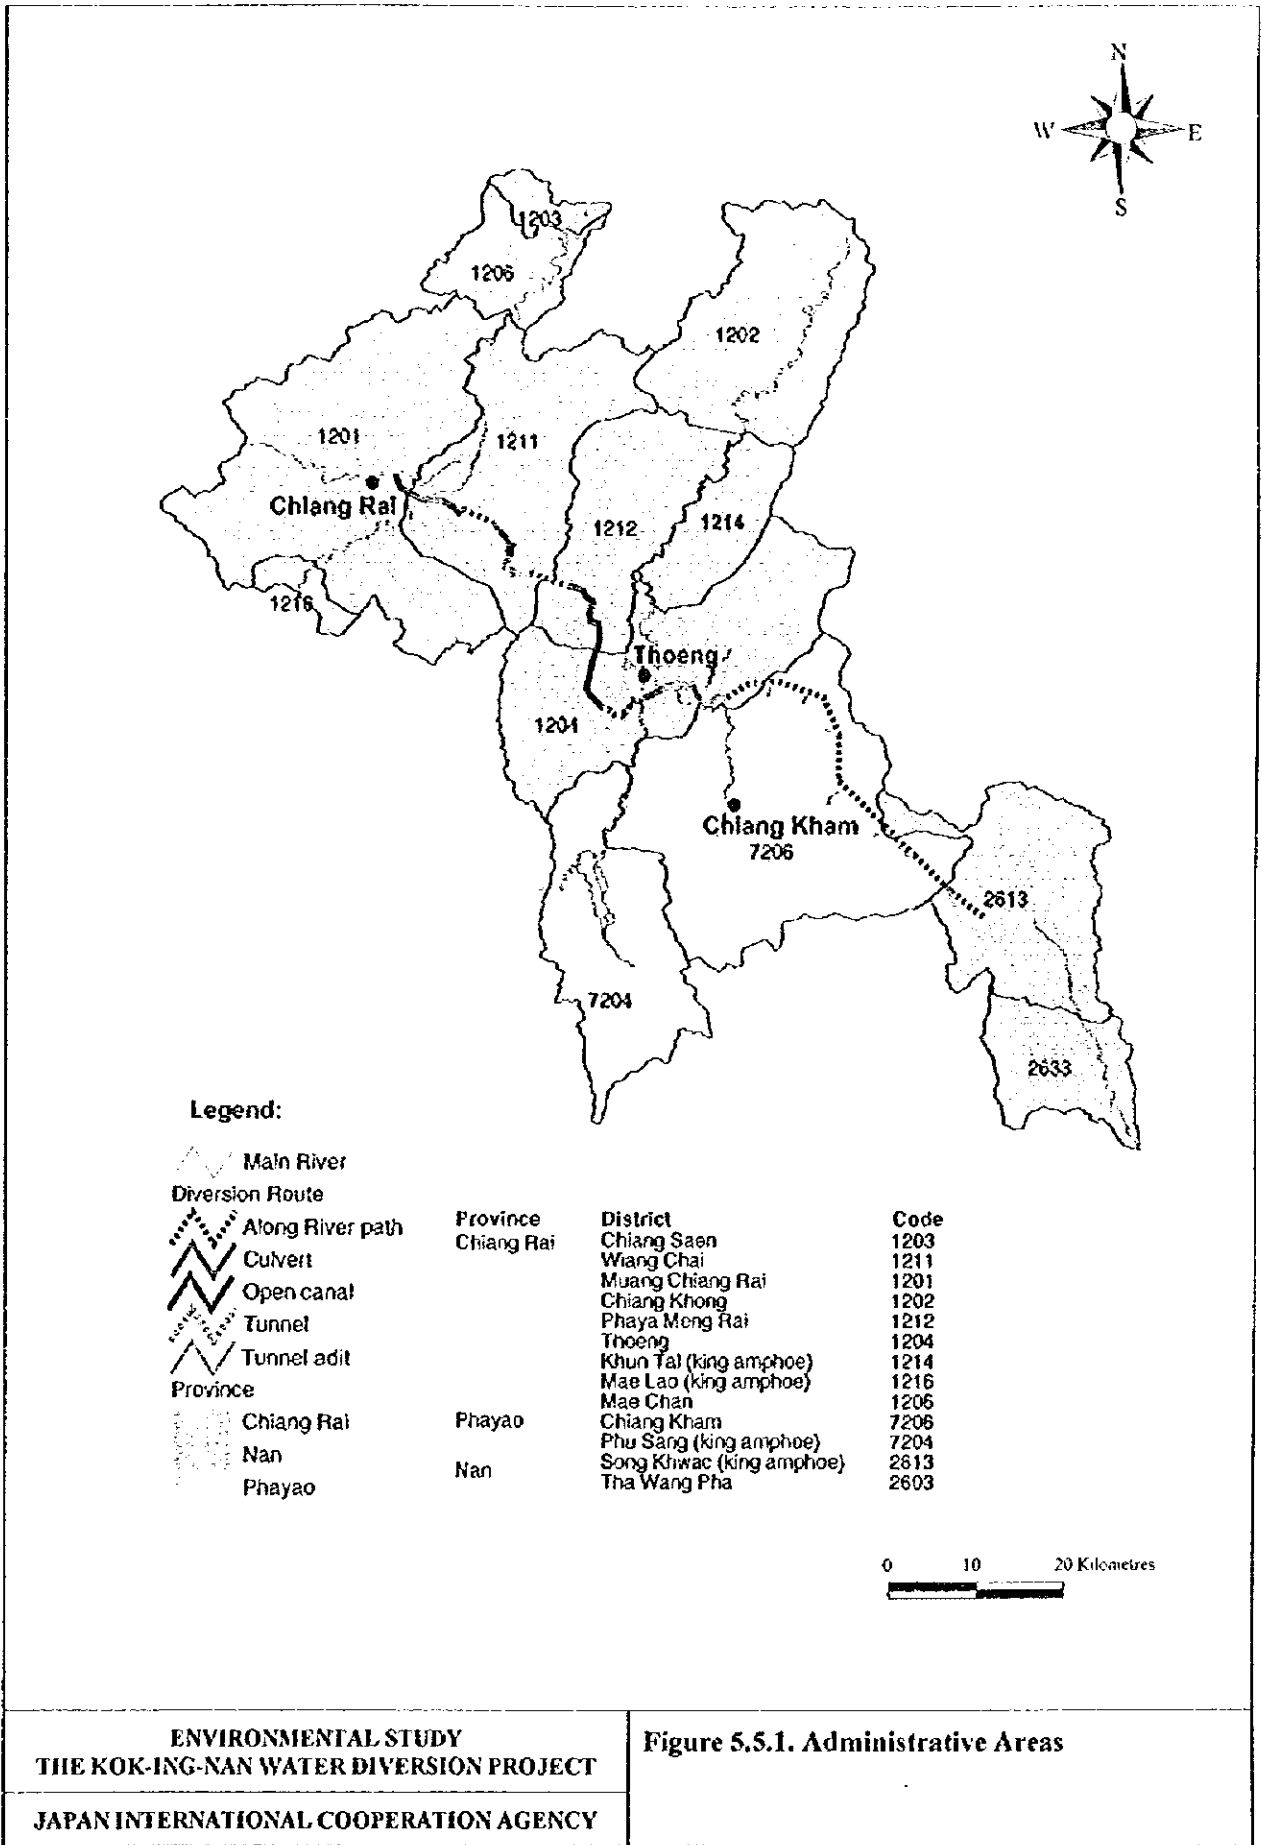 N
W E
S
1203
1206
1202
1201
1211
Chiang Rai
1212
1214
1216
Thoeng
1204
Chiang Kham
7206
2613
7204
2633
Legend:
Main River
Diversion Route
Along River path
Culvert
Open canal
Tunnel
Tunnel adit
Province
Chiang Rai
Nan
Phayao
Province District Code
Chiang Rai Chiang Saen 1203
Wiang Chai 1211
Muang Chiang Rai 1201
Chiang Khong 1202
Phaya Meng Rai 1212
Thoeng 1204
Khun Tal (king amphoe) 1214
Mae Lao (king amphoe) 1216
Mae Chan 1206
Phayao Chiang Kham 7206
Phu Sang (king amphoe) 7204
Nan Song Khwae (king amphoe) 2613
Tha Wang Pha 2603
0 10 20 Kilometres
ENVIRONMENTAL STUDY
THE KOK-ING-NAN WATER DIVERSION PROJECT
JAPAN INTERNATIONAL COOPERATION AGENCY
Figure 5.5.1. Administrative Areas